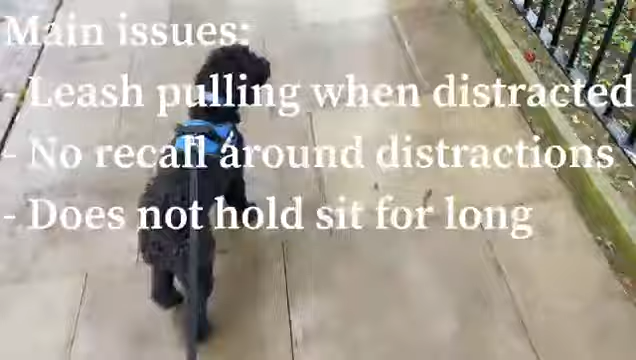 Main issues:
- Leash pulling when distracted
- No recall around distractions
- Does not hold sit for long